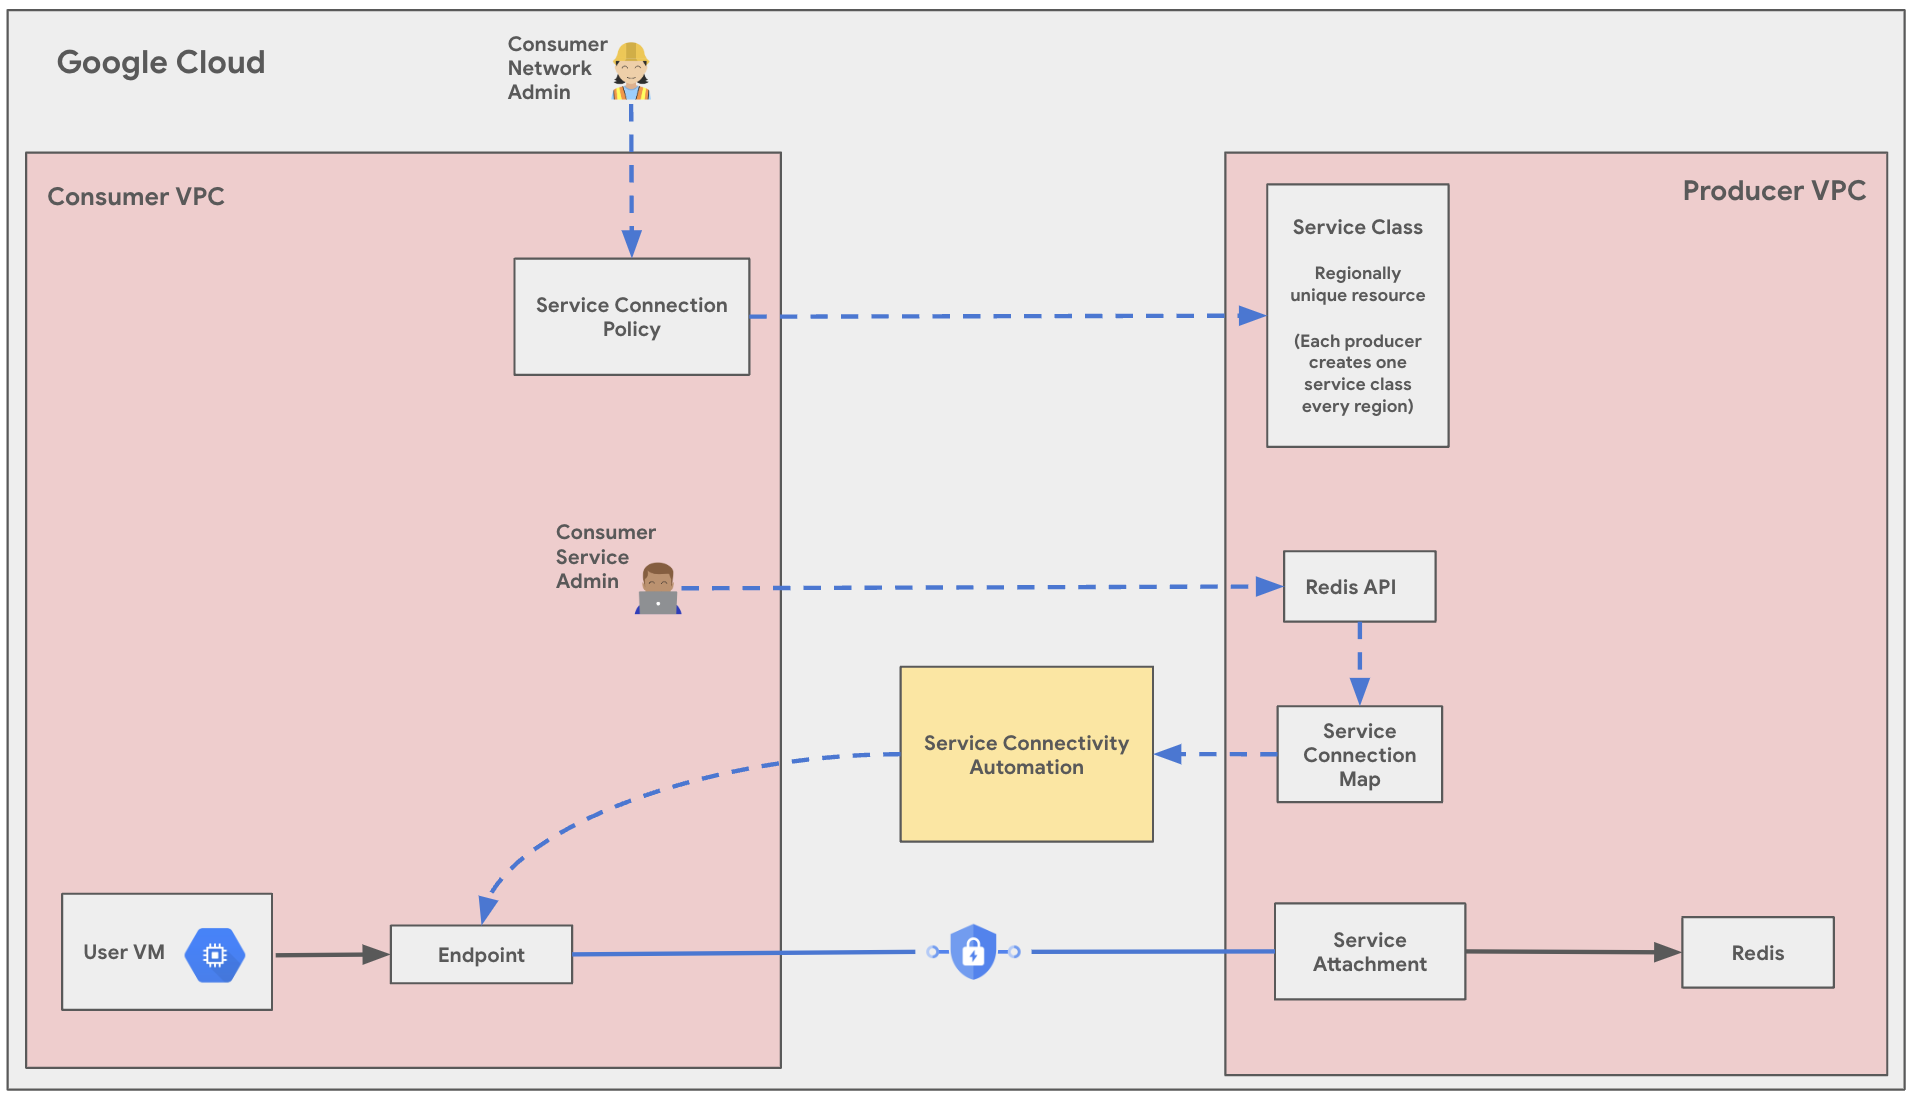 Google Cloud
Consumer
Network
Admin
Consumer VPC
Service Connection
Policy
Producer VPC
Service Class
Regionally
unique resource
(Each producer
creates one
service class
every region)
Consumer
Service
Admin
Redis API
Service Connectivity
Automation
Service
Connection
Map
User VM
Endpoint
Service
Attachment
Redis